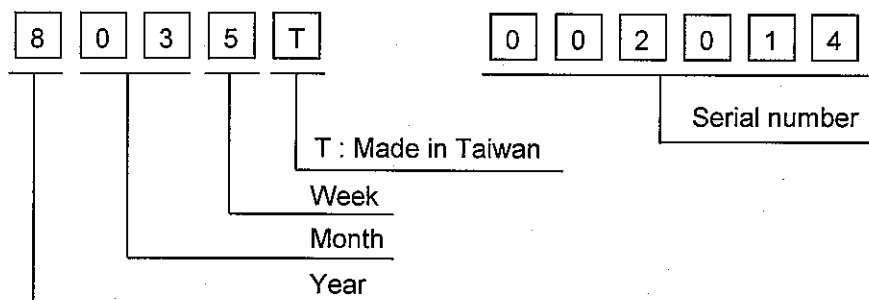 8 0 3 5 T 0 0 2 0 1 4
Serial number
T : Made in Taiwan
Week
Month
Year